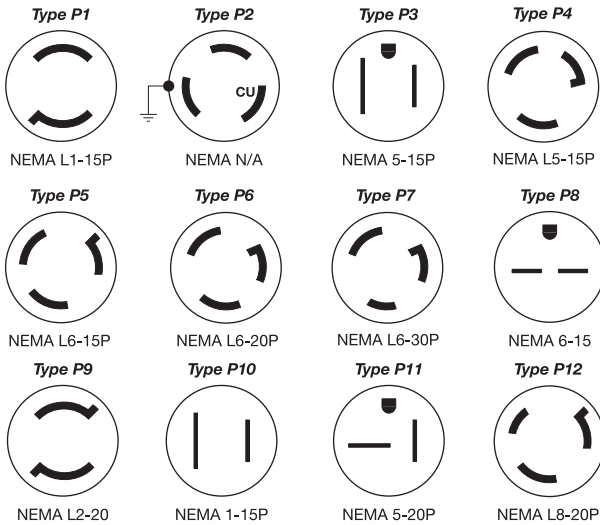 Type P1 Type P2 Type P3 Type P4
CU
NEMA L1-15P NEMA N/A NEMA 5-15P NEMA L5-15P
Type P5 Type P6 Type P7 Type P8
NEMA L6-15P NEMA L6-20P NEMA L6-30P NEMA 6-15
Type P9 Type P10 Type P11 Type P12
NEMA L2-20 NEMA 1-15P NEMA 5-20P NEMA L8-20P